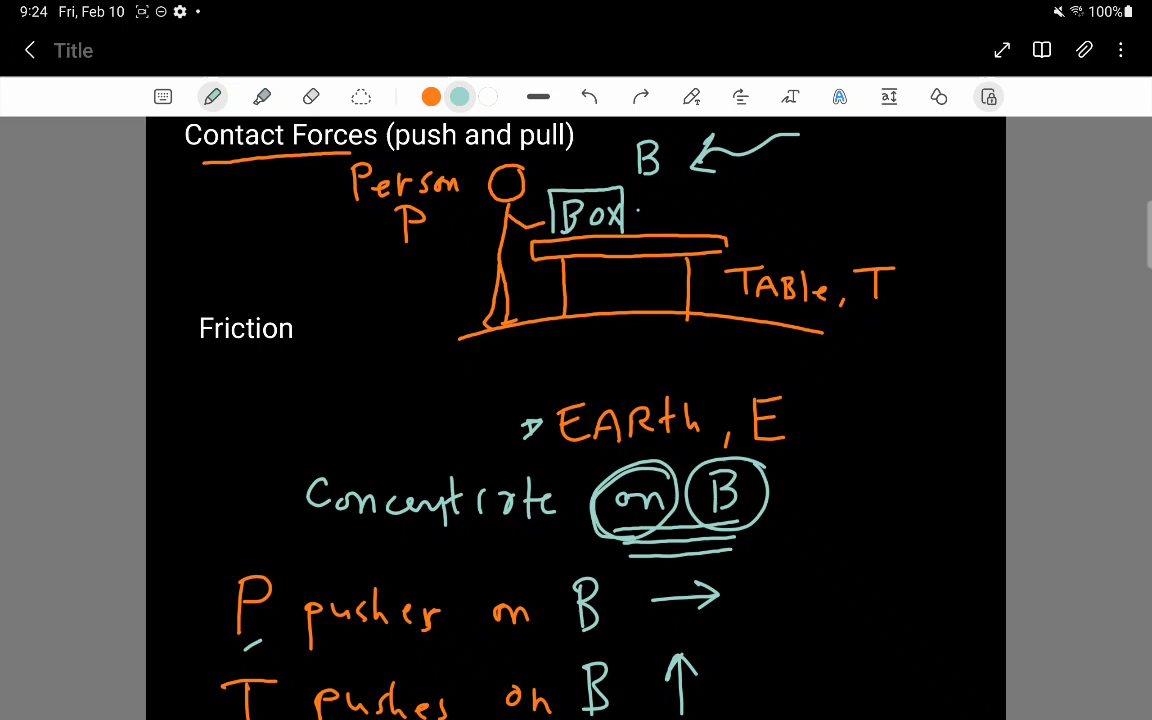 9:24 Fri, Feb 10 100%
Title
Contact Forces (push and pull)
B
Person
P
Box
TABle, T
Friction
EARth, E
Concentrate on B
P pushes on B →
T pushes on B ↑